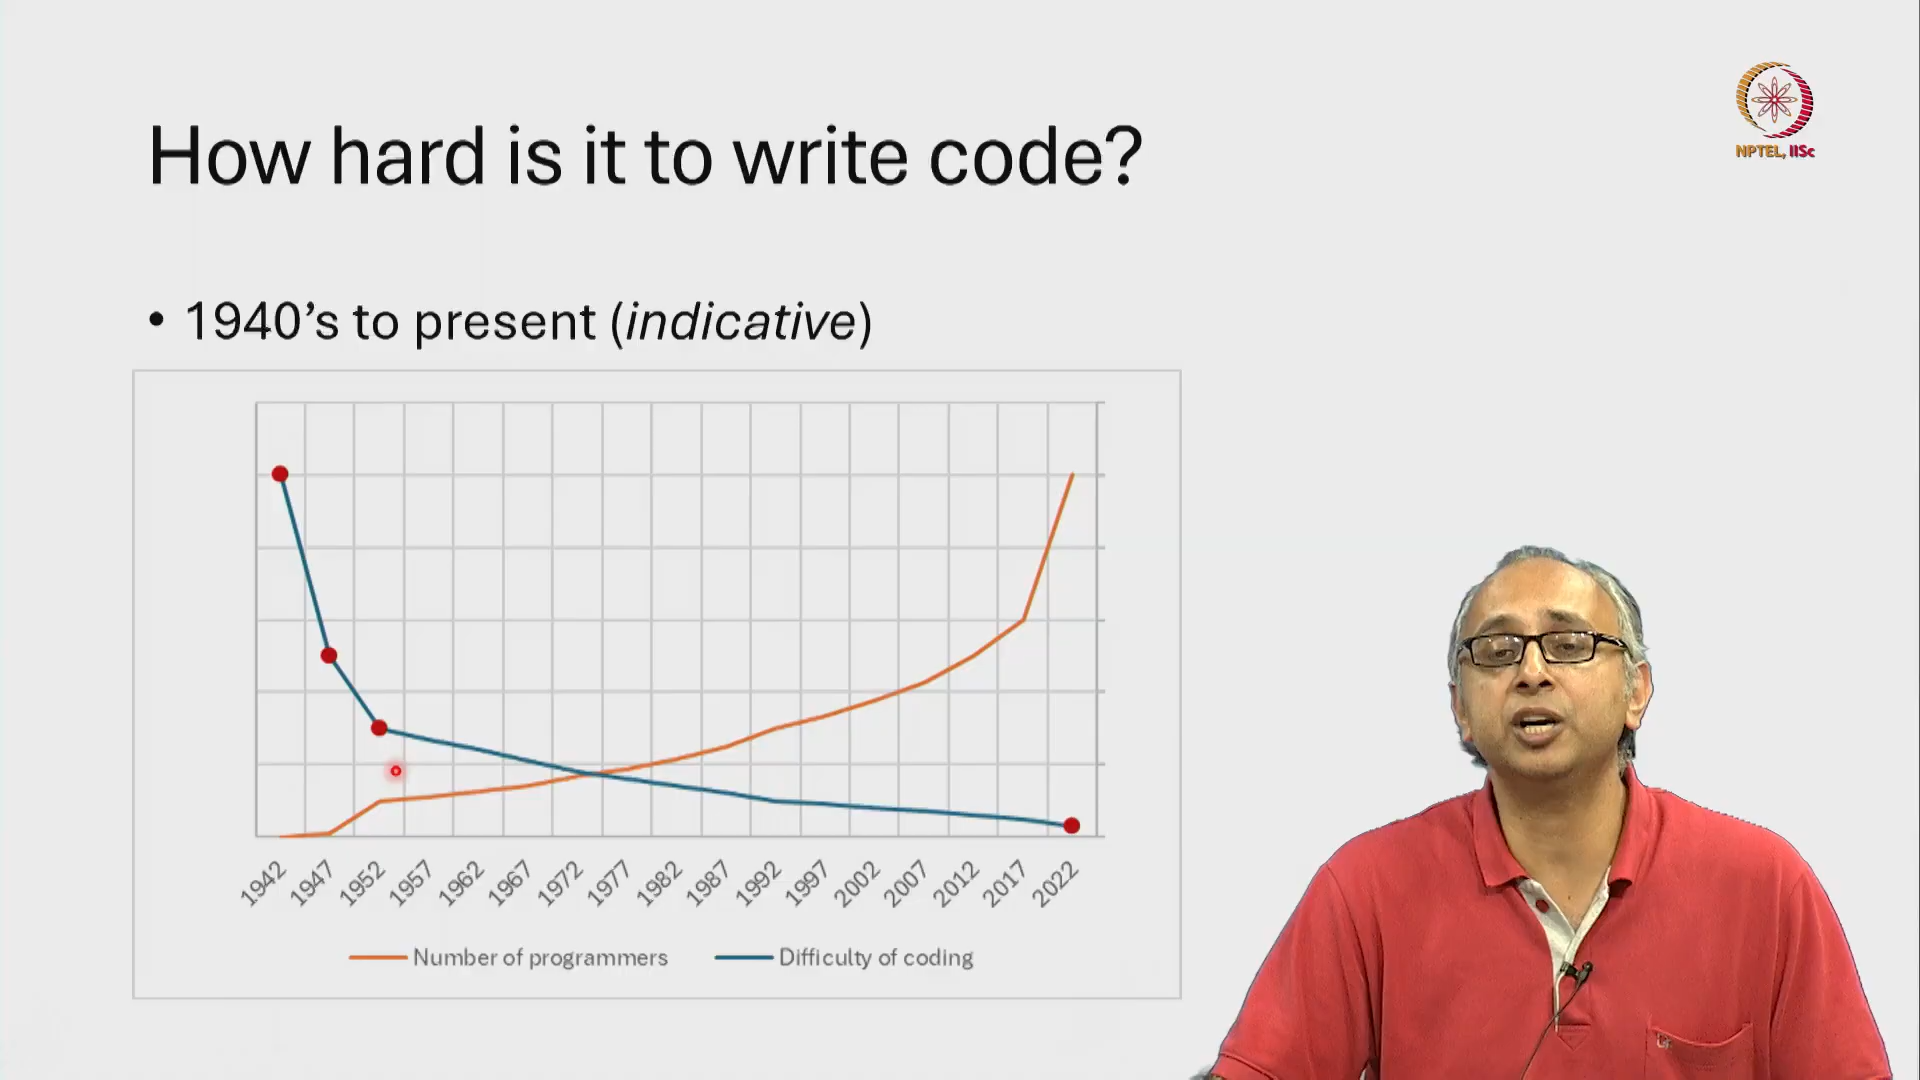 How hard is it to write code?
NPTEL, IISc
• 1940’s to present (indicative)
1942 1947 1952 1957 1962 1967 1972 1977 1982 1987 1992 1997 2002 2007 2012 2017 2022
Number of programmers Difficulty of coding